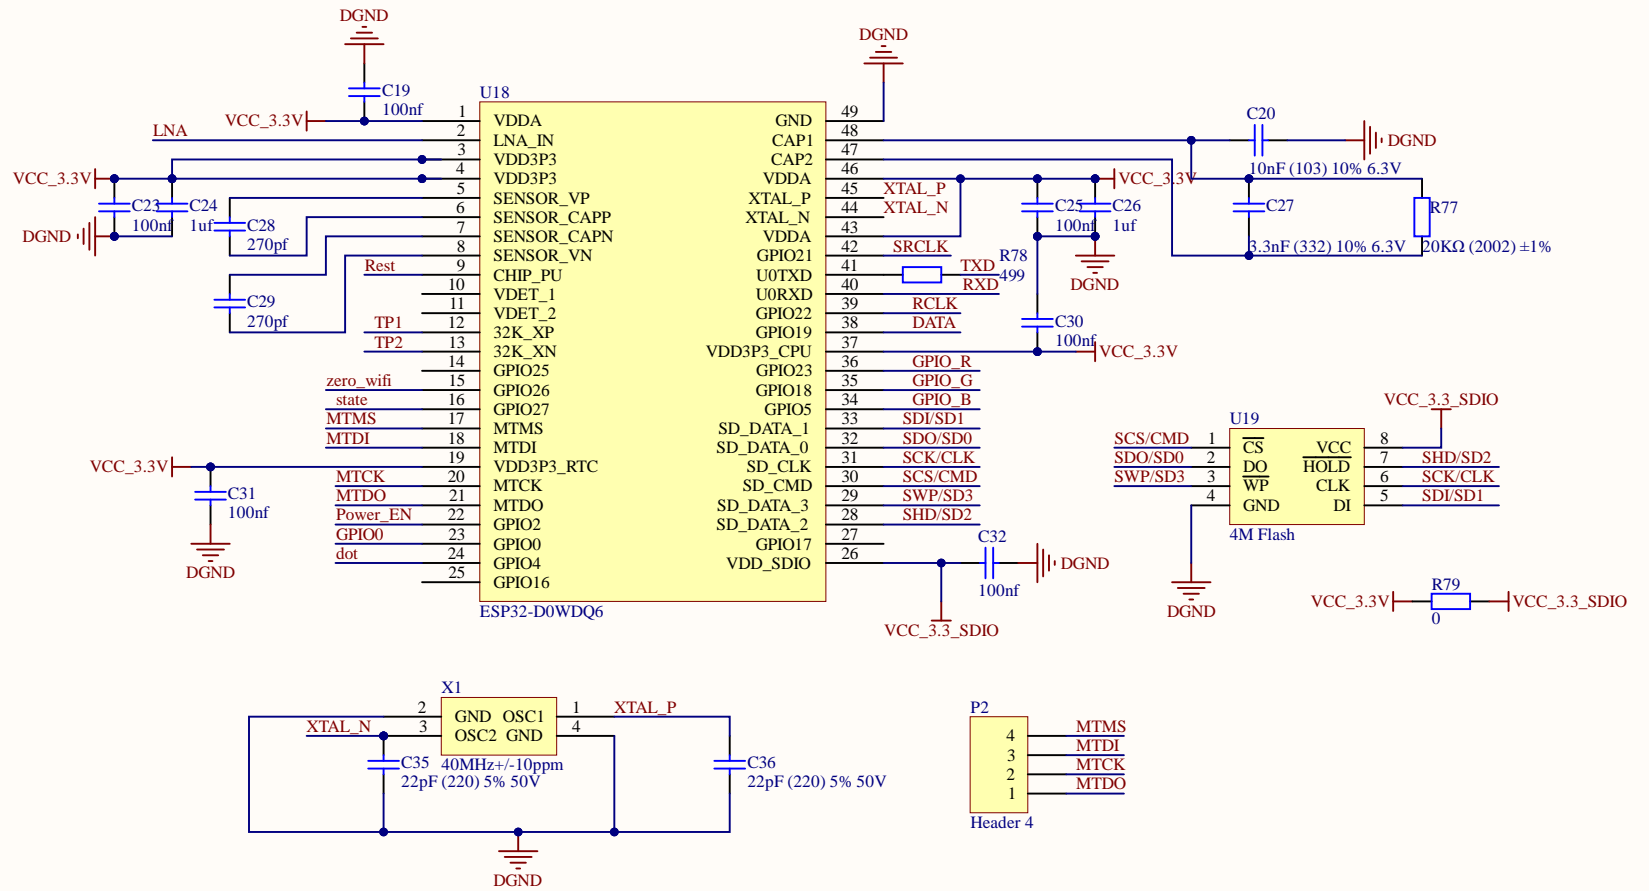 DGND
DGND
C19
100nf
U18
VCC_3.3V
1
VDDA
GND
49
LNA
2
LNA_IN
CAP1
48
C20
DGND
10nF (103) 10% 6.3V
3
VDD3P3
CAP2
47
VCC_3.3V
4
VDD3P3
VDDA
46
VCC_3.3V
5
SENSOR_VP
XTAL_P
45
XTAL_P
C23
100nf
C24
1uf
6
SENSOR_CAPP
XTAL_N
44
XTAL_N
C25
100nf
C26
1uf
C27
3.3nF (332) 10% 6.3V
R77
20KΩ (2002) ±1%
C28
270pf
DGND
7
SENSOR_CAPN
VDDA
43
8
SENSOR_VN
GPIO21
42
SRCLK
Rest
9
CHIP_PU
U0TXD
41
TXD
R78
499
DGND
10
VDET_1
U0RXD
40
RXD
C29
270pf
11
VDET_2
GPIO22
39
RCLK
TP1
12
32K_XP
GPIO19
38
DATA
C30
100nf
TP2
13
32K_XN
VDD3P3_CPU
37
VCC_3.3V
14
GPIO25
GPIO23
36
GPIO_R
zero_wifi
15
GPIO26
GPIO18
35
GPIO_G
state
16
GPIO27
GPIO5
34
GPIO_B
MTMS
17
MTMS
SD_DATA_1
33
SDI/SD1
MTDI
18
MTDI
SD_DATA_0
32
SDO/SD0
VCC_3.3V
19
VDD3P3_RTC
SD_CLK
31
SCK/CLK
MTCK
20
MTCK
SD_CMD
30
SCS/CMD
C31
100nf
MTDO
21
MTDO
SD_DATA_3
29
SWP/SD3
Power_EN
22
GPIO2
SD_DATA_2
28
SHD/SD2
GPIO0
23
GPIO0
GPIO17
27
dot
24
GPIO4
VDD_SDIO
26
C32
100nf
DGND
DGND
25
GPIO16
ESP32-D0WDQ6
VCC_3.3_SDIO
VCC_3.3_SDIO
U19
SCS/CMD
1
CS
VCC
8
SDO/SD0
2
DO
HOLD
7
SHD/SD2
SWP/SD3
3
WP
CLK
6
SCK/CLK
4
GND
DI
5
SDI/SD1
4M Flash
DGND
R79
VCC_3.3V
VCC_3.3_SDIO
0
X1
2
GND
OSC1
1
XTAL_P
XTAL_N
3
OSC2
GND
4
C35
40MHz+/-10ppm
22pF (220) 5% 50V
C36
22pF (220) 5% 50V
DGND
P2
4
MTMS
3
MTDI
2
MTCK
1
MTDO
Header 4